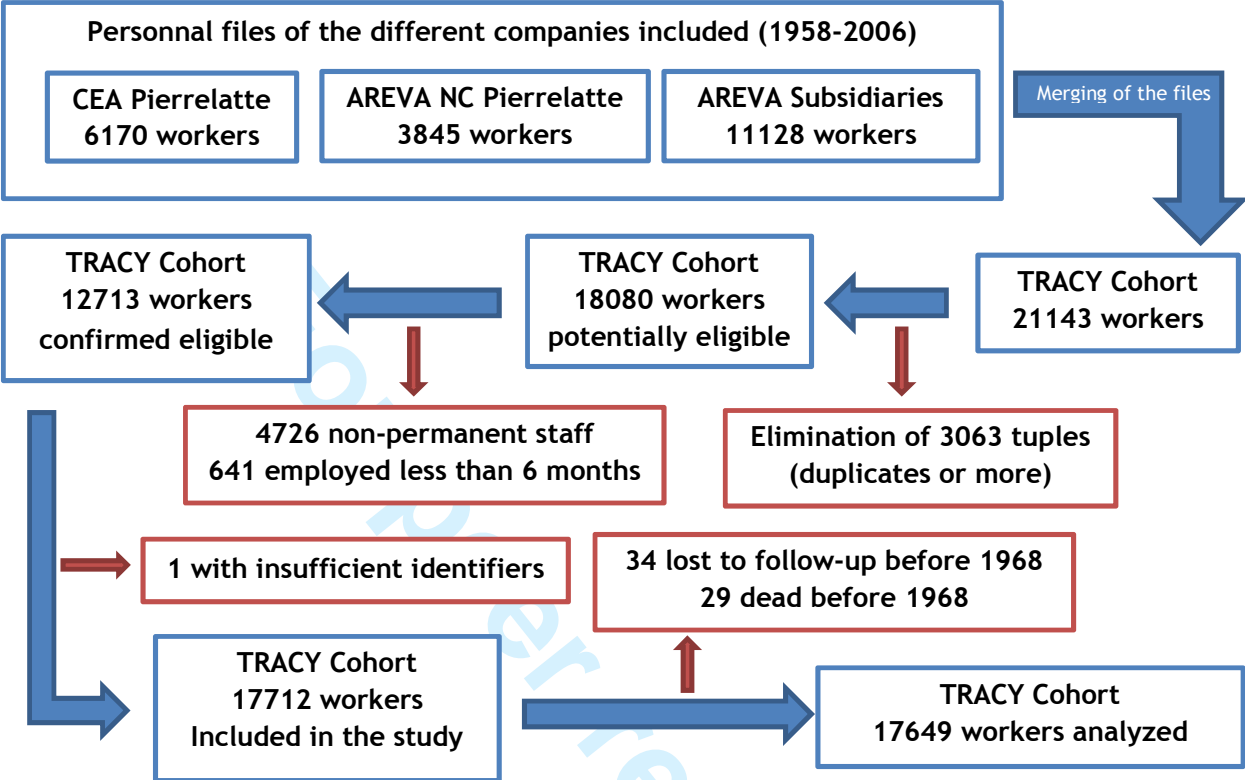 Personnal files of the different companies included (1958-2006)
CEA Pierrelatte
6170 workers
AREVA NC Pierrelatte
3845 workers
AREVA Subsidiaries
11128 workers
Merging of the files
TRACY Cohort
21143 workers
TRACY Cohort
18080 workers
potentially eligible
TRACY Cohort
12713 workers
confirmed eligible
Elimination of 3063 tuples
(duplicates or more)
4726 non-permanent staff
641 employed less than 6 months
1 with insufficient identifiers
34 lost to follow-up before 1968
29 dead before 1968
TRACY Cohort
17712 workers
Included in the study
TRACY Cohort
17649 workers analyzed